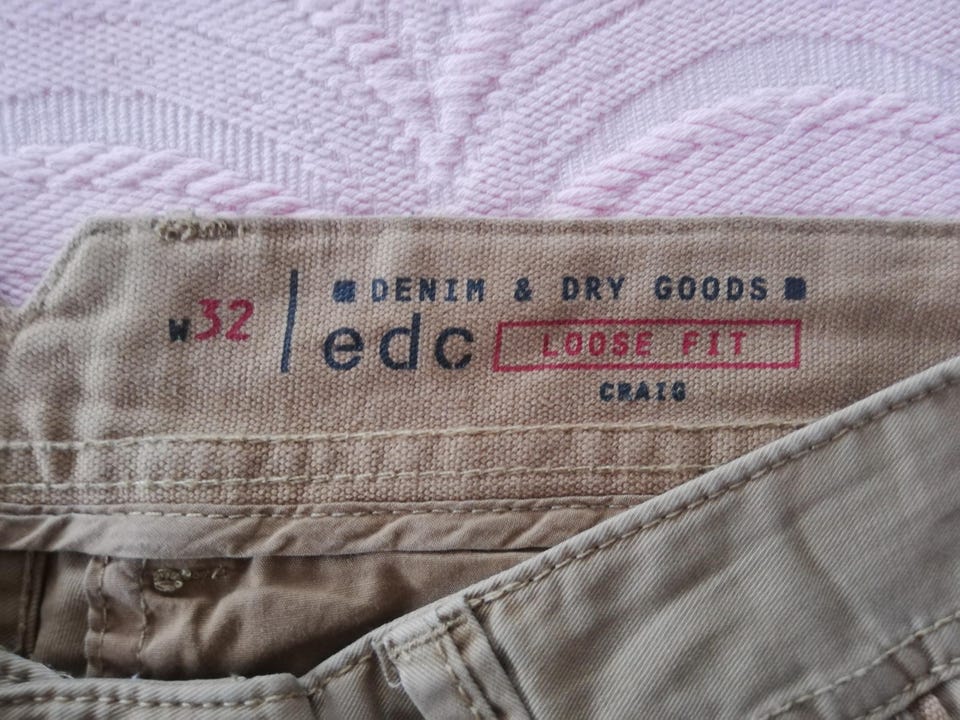 W32
DENIM & DRY GOODS
edc LOOSE FIT
CRAIG